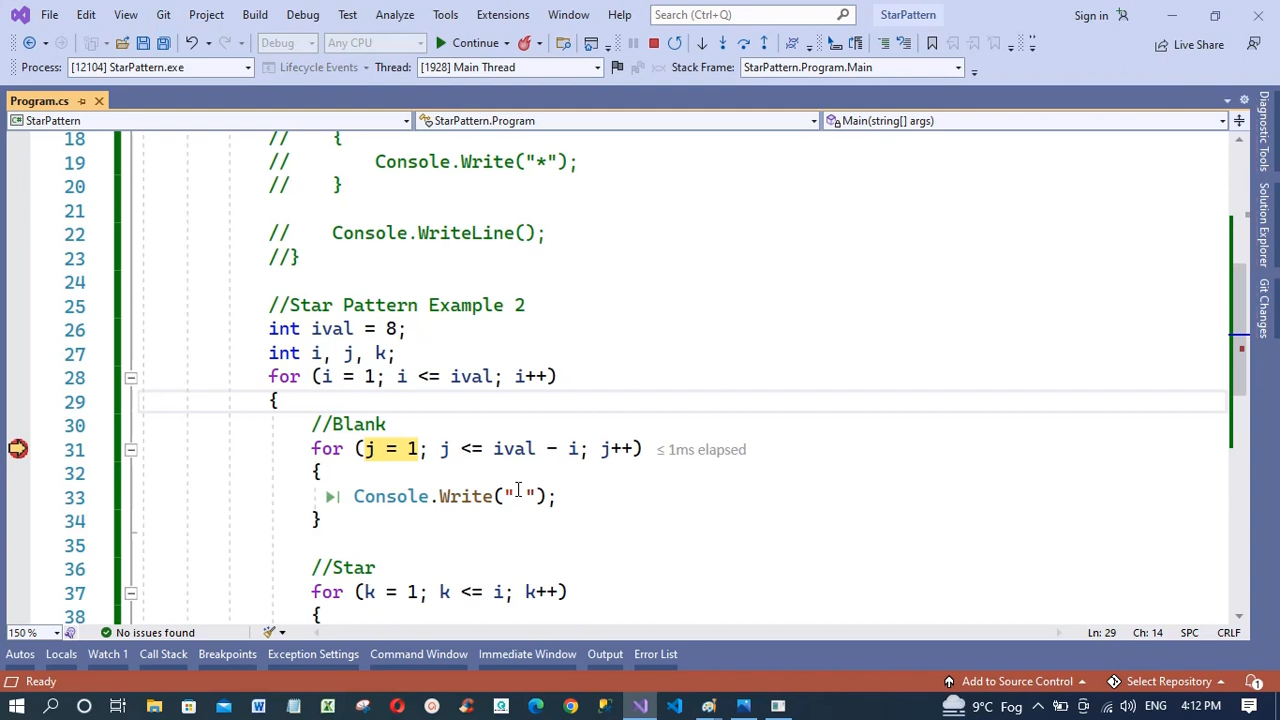 File Edit View Git Project Build Debug Test Analyze Tools Extensions Window Help Search (Ctrl+Q) StarPattern Sign in
Debug Any CPU Continue Live Share
Process: [12104] StarPattern.exe Lifecycle Events Thread: [1928] Main Thread Stack Frame: StarPattern.Program.Main
Program.cs
StarPattern StarPattern.Program Main(string[] args)
18 // {
19 // Console.Write("*");
20 // }
21
22 // Console.WriteLine();
23 //}
24
25 //Star Pattern Example 2
26 int ival = 8;
27 int i, j, k;
28 for (i = 1; i <= ival; i++)
29 {
30 //Blank
31 for (j = 1; j <= ival - i; j++) ≤ 1ms elapsed
32 {
33 Console.Write(" ");
34 }
35
36 //Star
37 for (k = 1; k <= i; k++)
38 {
Diagnostic Tools
Solution Explorer
Git Changes
150 % No issues found Ln: 29 Ch: 14 SPC CRLF
Autos Locals Watch 1 Call Stack Breakpoints Exception Settings Command Window Immediate Window Output Error List
Ready Add to Source Control Select Repository 1
9°C Fog ENG 4:12 PM